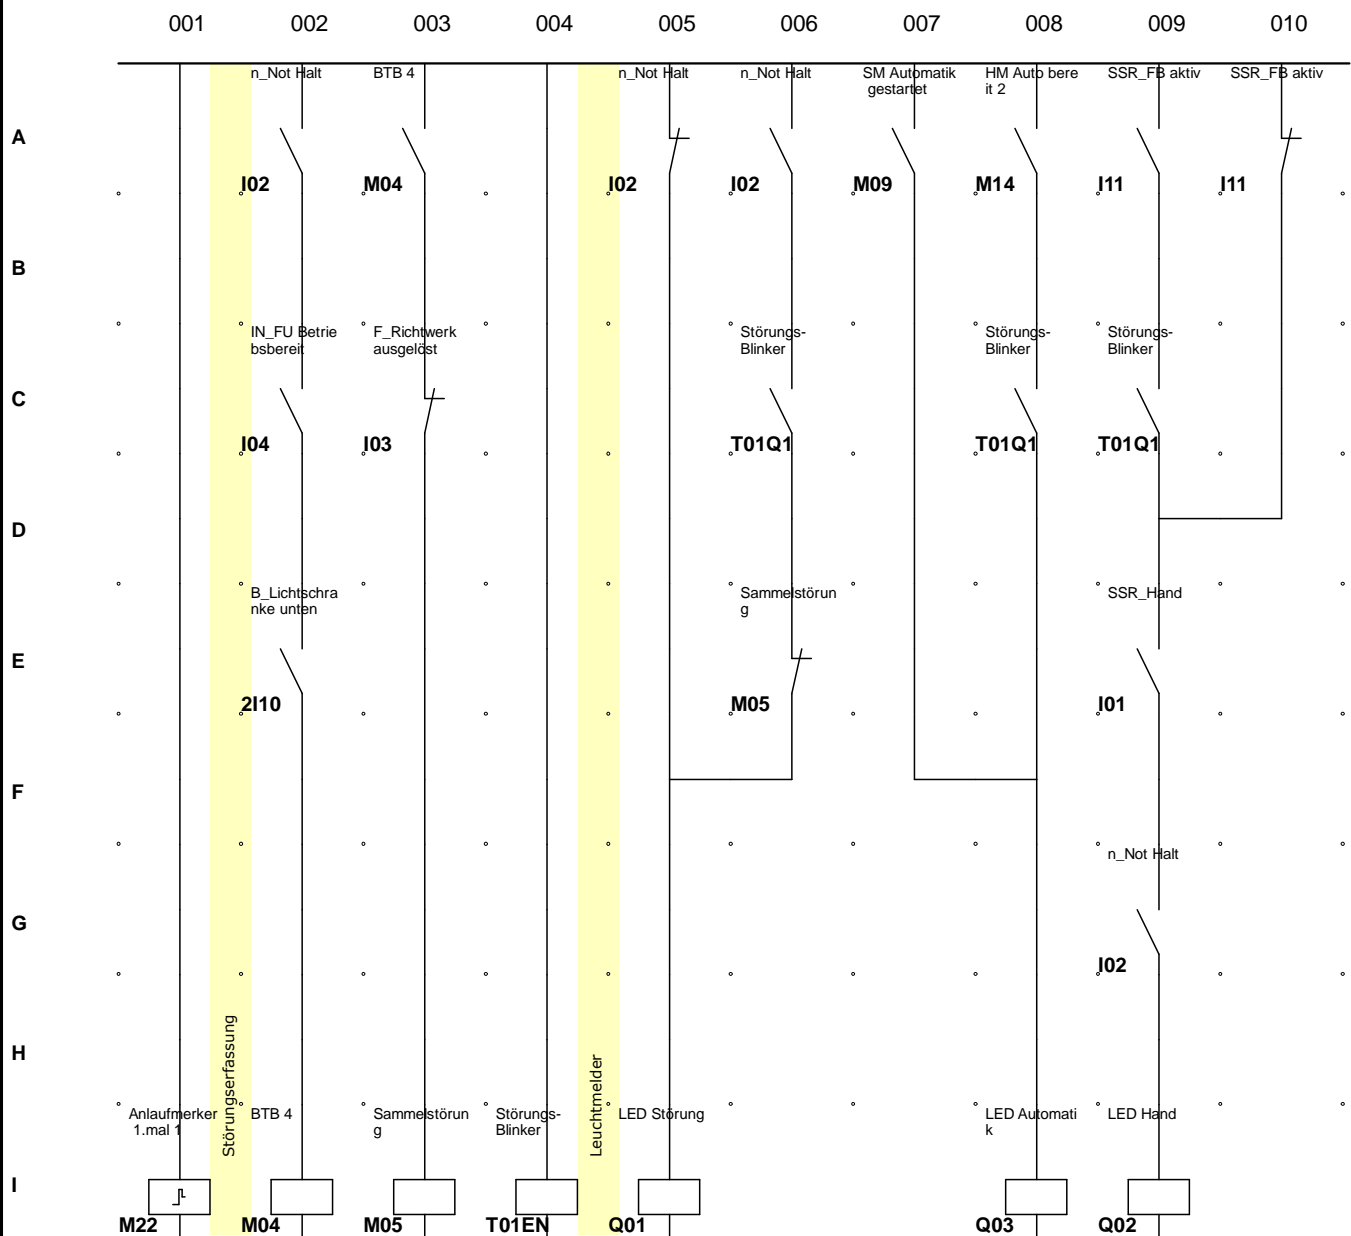 001 002 003 004 005 006 007 008 009 010
n_Not Halt BTB 4 n_Not Halt n_Not Halt SM Automatik HM Auto bere SSR_FB aktiv SSR_FB aktiv
gestartet it 2
A
I02 M04 I02 I02 M09 M14 I11 I11
B
IN_FU Betrie F_Richtwerk Störungs- Störungs- Störungs-
bsbereit ausgelöst Blinker Blinker Blinker
C
I04 I03 T01Q1 T01Q1 T01Q1
D
B_Lichtschra Sammelstörun SSR_Hand
nke unten g
E
2I10 M05 I01
F
n_Not Halt
G
I02
Störungserfassung
Leuchtmelder
H
Anlaufmerker BTB 4 Sammelstörun Störungs- LED Störung LED Automati LED Hand
1.mal 1 g Blinker k
I
M22 M04 M05 T01EN Q01 Q03 Q02